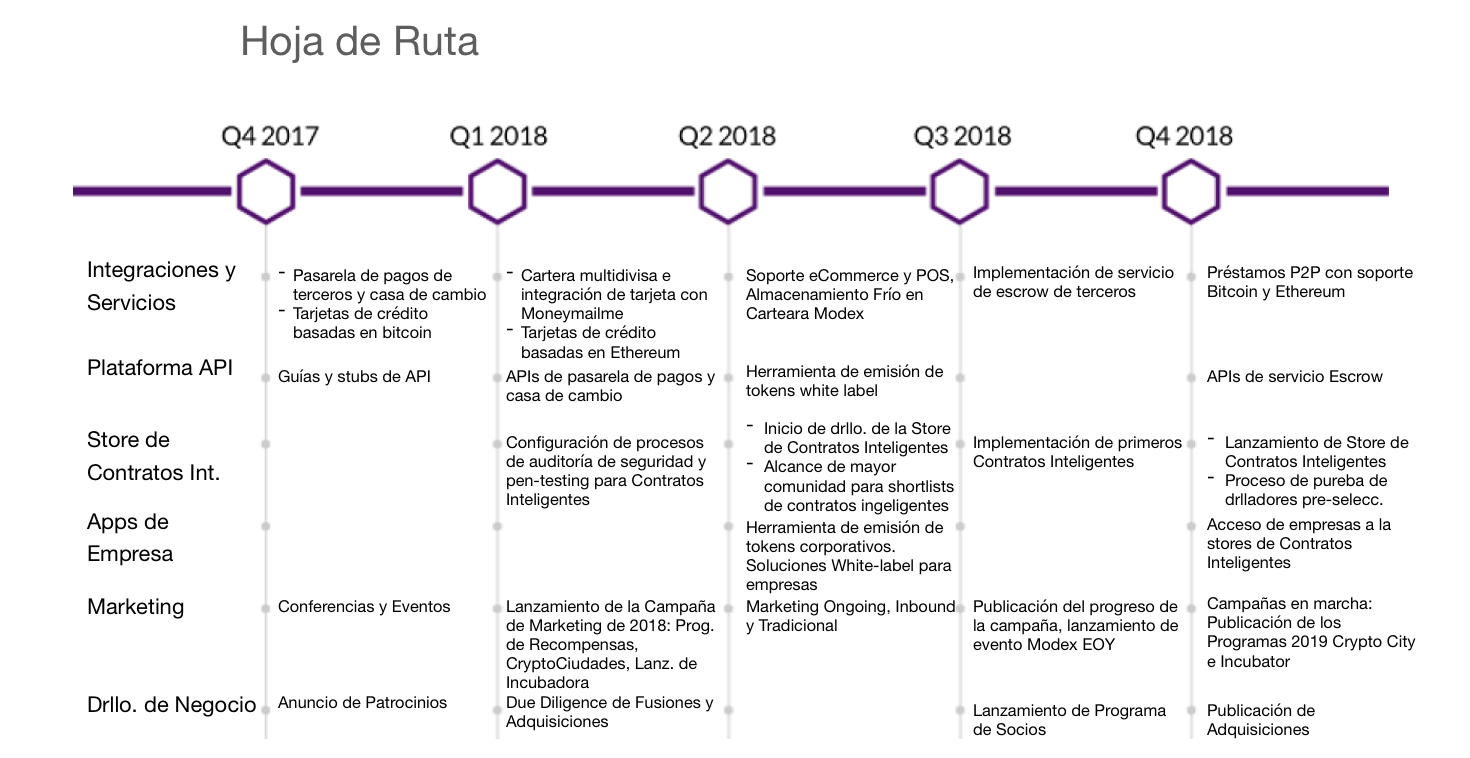 Hoja de Ruta
Q4 2017
Q1 2018
Q2 2018
Q3 2018
Q4 2018
Integraciones y
Servicios
- Pasarela de pagos de
terceros y casa de cambio
- Tarjetas de crédito
basadas en bitcoin
- Cartera multidivisa e
integración de tarjeta con
Moneymailme
- Tarjetas de crédito
basadas en Ethereum
Soporte eCommerce y POS,
Almacenamiento Frío en
Carteara Modex
Implementación de servicio
de escrow de terceros
Préstamos P2P con soporte
Bitcoin y Ethereum
Plataforma API
Guías y stubs de API
APIs de pasarela de pagos y
casa de cambio
Herramienta de emisión de
tokens white label
APIs de servicio Escrow
Store de
Contratos Int.
Configuración de procesos
de auditoría de seguridad y
pen-testing para Contratos
Inteligentes
- Inicio de drllo. de la Store
de Contratos Inteligentes
- Alcance de mayor
comunidad para shortlists
de contratos ingeligentes
Implementación de primeros
Contratos Inteligentes
- Lanzamiento de Store de
Contratos Inteligentes
- Proceso de pureba de
drlladores pre-selecc.
Apps de
Empresa
Herramienta de emisión de
tokens corporativos.
Soluciones White-label para
empresas
Acceso de empresas a la
stores de Contratos
Inteligentes
Marketing
Conferencias y Eventos
Lanzamiento de la Campaña
de Marketing de 2018: Prog.
de Recompensas,
CryptoCiudades, Lanz. de
Incubadora
Marketing Ongoing, Inbound
y Tradicional
Publicación del progreso de
la campaña, lanzamiento de
evento Modex EOY
Campañas en marcha:
Publicación de los
Programas 2019 Crypto City
e Incubator
Drllo. de Negocio
Anuncio de Patrocinios
Due Diligence de Fusiones y
Adquisiciones
Lanzamiento de Programa
de Socios
Publicación de
Adquisiciones